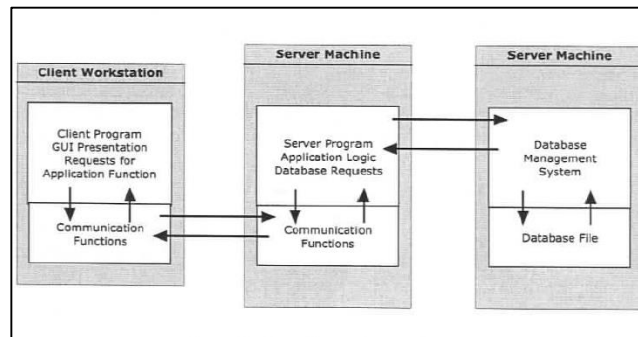 Client Workstation
Client Program
GUI Presentation
Requests for
Application Function
Communication
Functions
Server Machine
Server Program
Application Logic
Database Requests
Communication
Functions
Server Machine
Database
Management
System
Database File